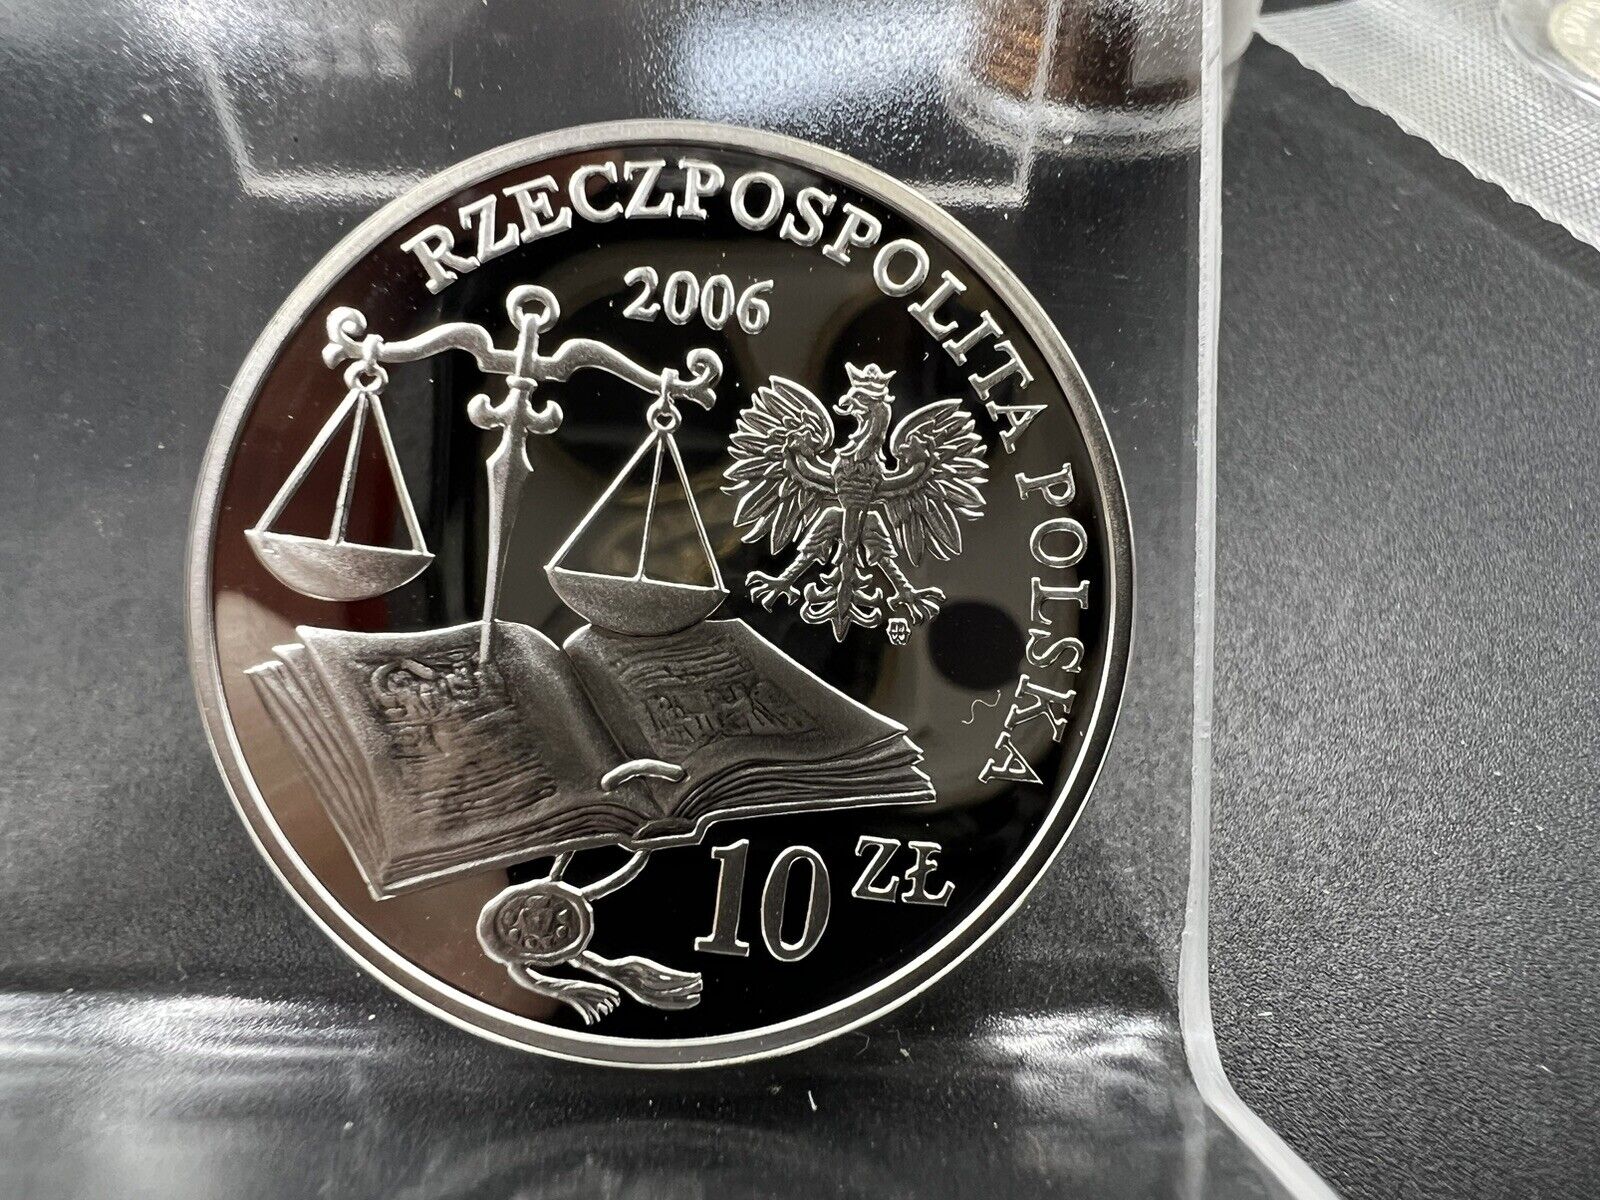 RZECZPOSPOLITA POLSKA
2006
10 ZŁ